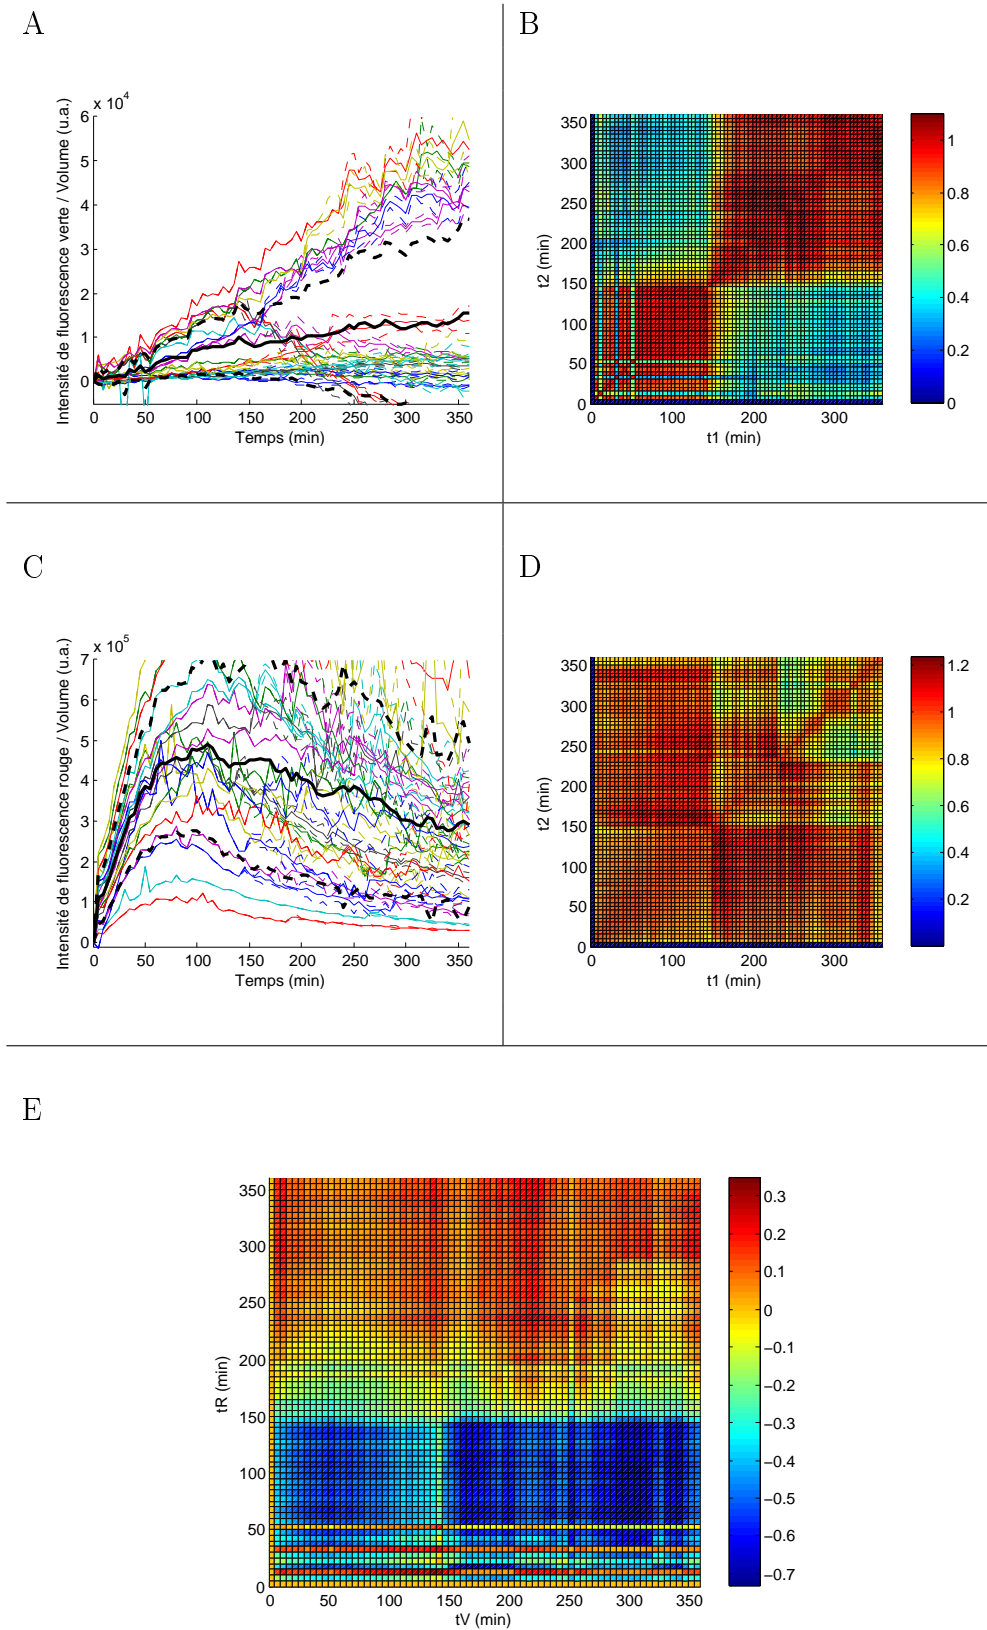 A
Intensité de fluorescence verte / Volume (u.a.)
x 10^4
6
5
4
3
2
1
0
0 50 100 150 200 250 300 350
Temps (min)
B
t2 (min)
350
300
250
200
150
100
50
0
0 100 200 300
t1 (min)
1
0.8
0.6
0.4
0.2
0
C
Intensité de fluorescence rouge / Volume (u.a.)
x 10^5
7
6
5
4
3
2
1
0
0 50 100 150 200 250 300 350
Temps (min)
D
t2 (min)
350
300
250
200
150
100
50
0
0 100 200 300
t1 (min)
1.2
1
0.8
0.6
0.4
0.2
E
tR (min)
350
300
250
200
150
100
50
0
0 50 100 150 200 250 300 350
tV (min)
0.3
0.2
0.1
0
−0.1
−0.2
−0.3
−0.4
−0.5
−0.6
−0.7